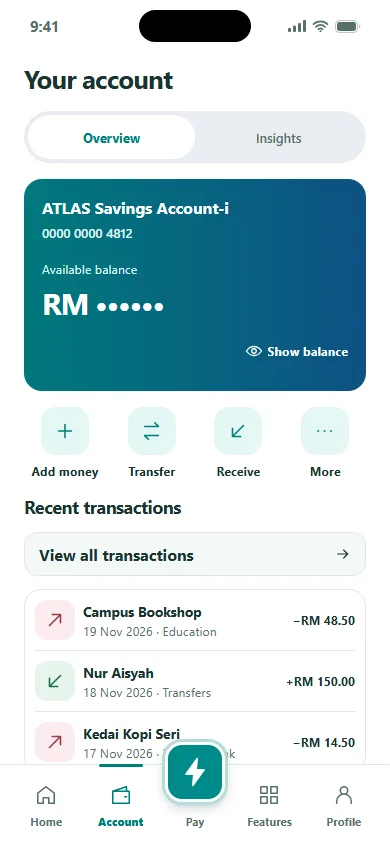 9:41
Your account
Overview
Insights
ATLAS Savings Account-i
0000 0000 4812
Available balance
RM ••••••
Show balance
Add money
Transfer
Receive
More
Recent transactions
View all transactions
Campus Bookshop
−RM 48.50
19 Nov 2026 · Education
Nur Aisyah
+RM 150.00
18 Nov 2026 · Transfers
Kedai Kopi Seri
−RM 14.50
17 Nov 2026 ·
Home
Account
Pay
Features
Profile